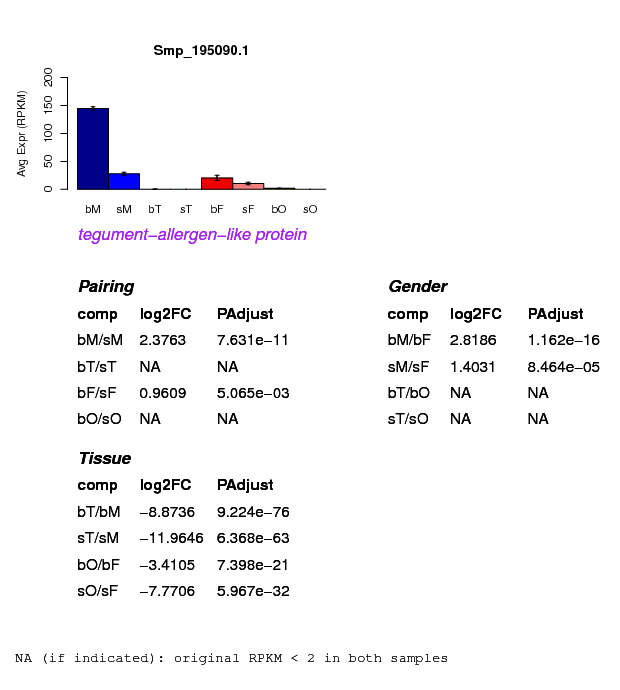 Smp_195090.1
Avg Expr (RPKM)
200
150
100
50
0
bM sM bT sT bF sF bO sO
tegument−allergen−like protein
Pairing
comp log2FC PAdjust
bM/sM 2.3763 7.631e−11
bT/sT NA NA
bF/sF 0.9609 5.065e−03
bO/sO NA NA
Gender
comp log2FC PAdjust
bM/bF 2.8186 1.162e−16
sM/sF 1.4031 8.464e−05
bT/bO NA NA
sT/sO NA NA
Tissue
comp log2FC PAdjust
bT/bM −8.8736 9.224e−76
sT/sM −11.9646 6.368e−63
bO/bF −3.4105 7.398e−21
sO/sF −7.7706 5.967e−32
NA (if indicated): original RPKM < 2 in both samples